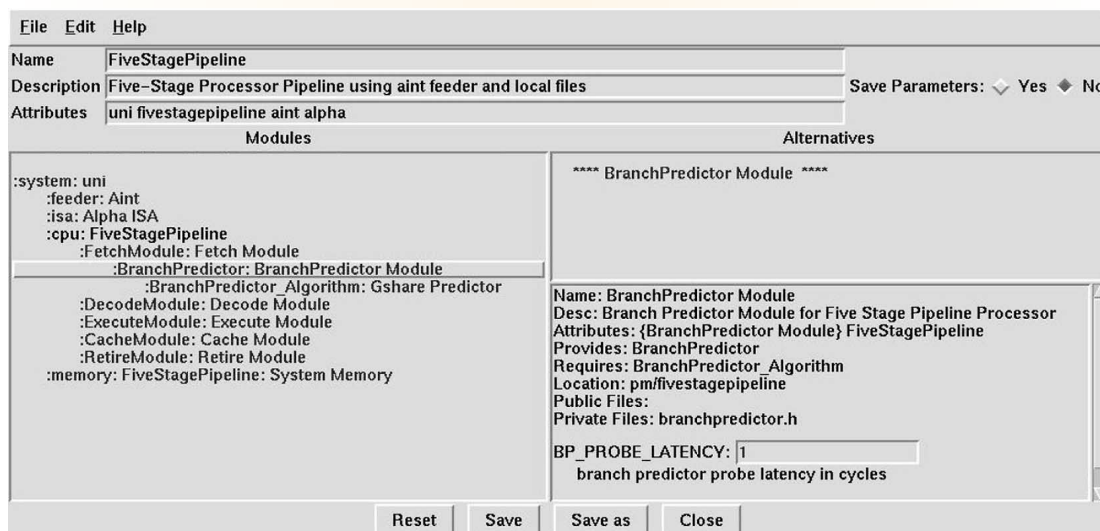 File Edit Help
Name FiveStagePipeline
Description Five-Stage Processor Pipeline using aint feeder and local files Save Parameters: Yes No
Attributes uni fivestagepipeline aint alpha
Modules Alternatives
:system: uni
:feeder: Aint
:isa: Alpha ISA
:cpu: FiveStagePipeline
:FetchModule: Fetch Module
:BranchPredictor: BranchPredictor Module
:BranchPredictor_Algorithm: Gshare Predictor
:DecodeModule: Decode Module
:ExecuteModule: Execute Module
:CacheModule: Cache Module
:RetireModule: Retire Module
:memory: FiveStagePipeline: System Memory
**** BranchPredictor Module ****
Name: BranchPredictor Module
Desc: Branch Predictor Module for Five Stage Pipeline Processor
Attributes: {BranchPredictor Module} FiveStagePipeline
Provides: BranchPredictor
Requires: BranchPredictor_Algorithm
Location: pm/fivestagepipeline
Public Files:
Private Files: branchpredictor.h
BP_PROBE_LATENCY: 1
branch predictor probe latency in cycles
Reset Save Save as Close